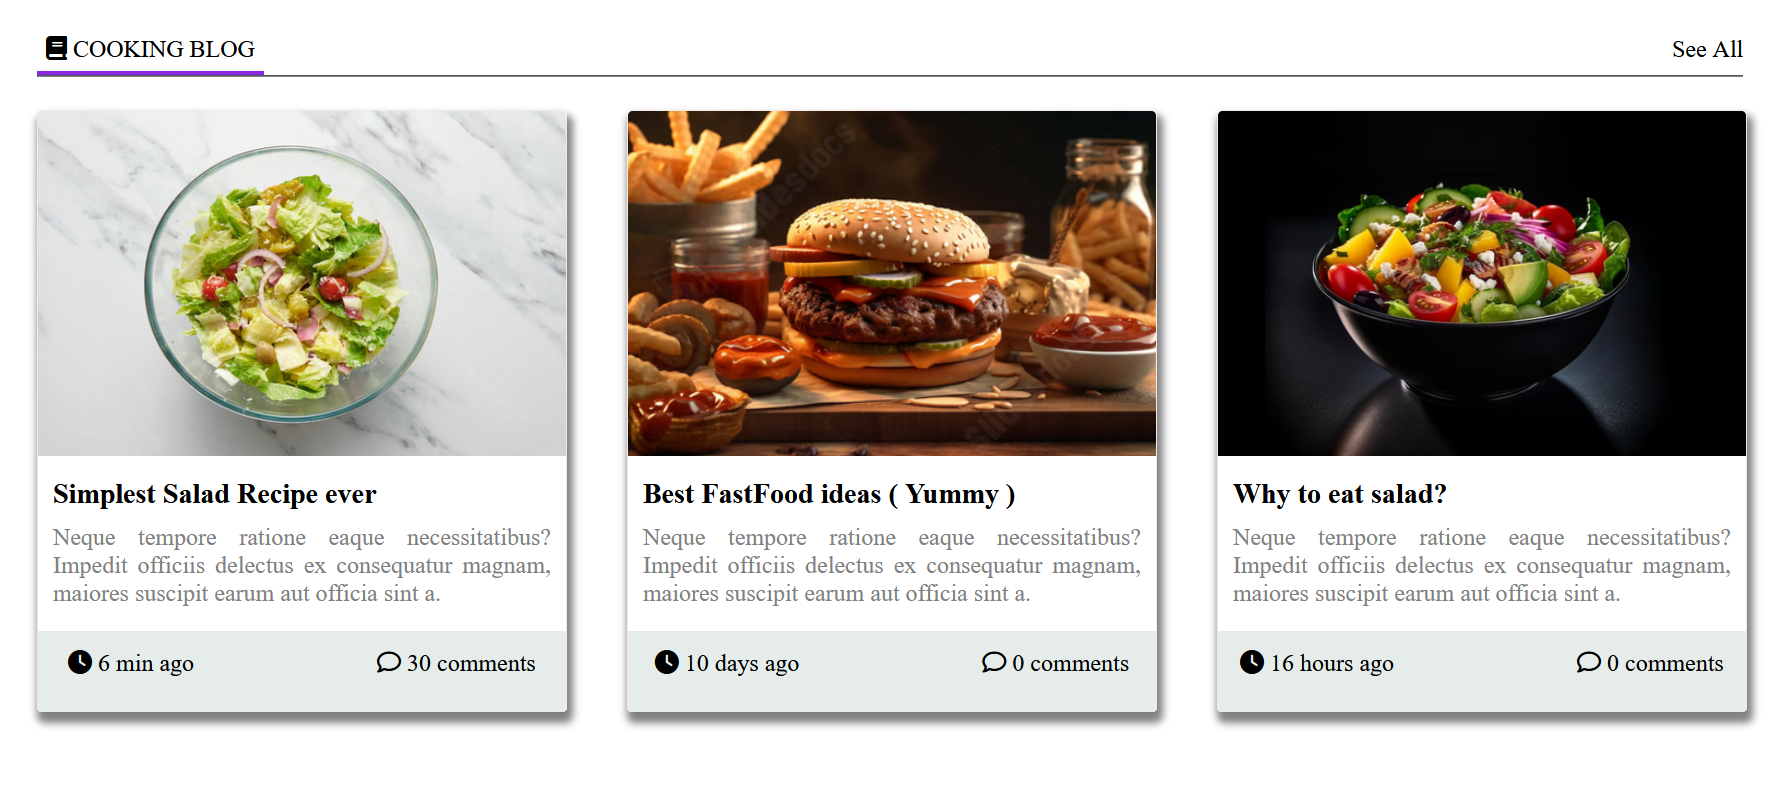 COOKING BLOG
See All
Simplest Salad Recipe ever
Neque tempore ratione eaque necessitatibus?
Impedit officiis delectus ex consequatur magnam,
maiores suscipit earum aut officia sint a.
6 min ago
30 comments
Best FastFood ideas ( Yummy )
Neque tempore ratione eaque necessitatibus?
Impedit officiis delectus ex consequatur magnam,
maiores suscipit earum aut officia sint a.
10 days ago
0 comments
Why to eat salad?
Neque tempore ratione eaque necessitatibus?
Impedit officiis delectus ex consequatur magnam,
maiores suscipit earum aut officia sint a.
16 hours ago
0 comments